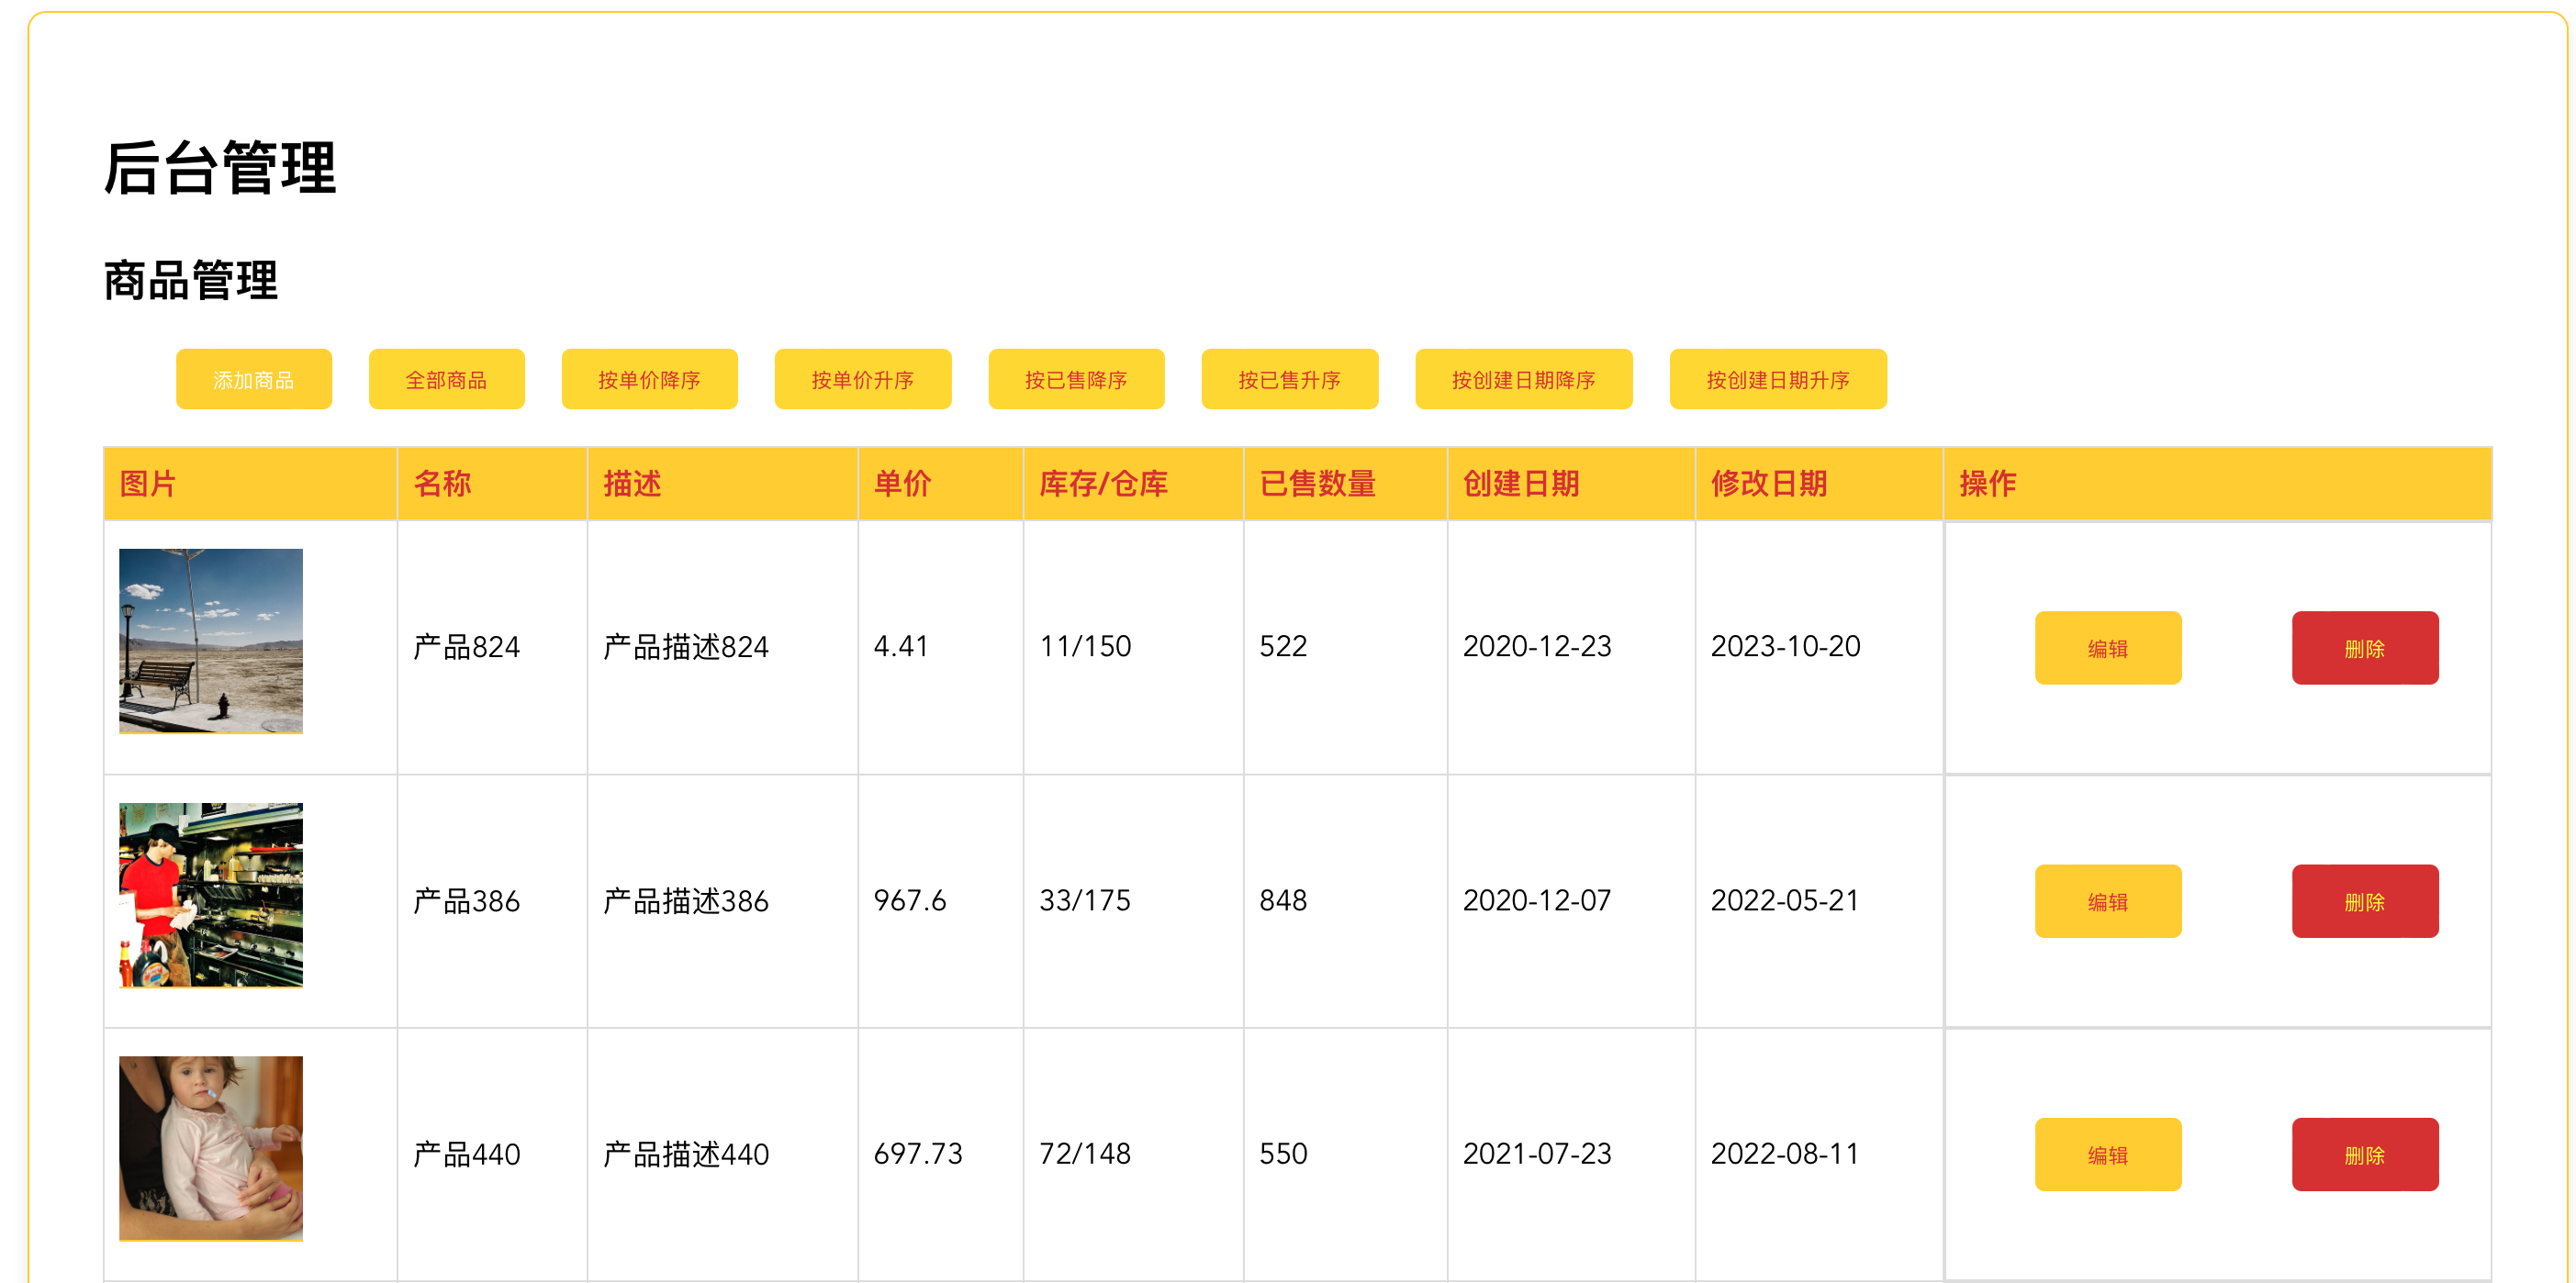 后台管理
商品管理
添加商品 全部商品 按单价降序 按单价升序 按已售降序 按已售升序 按创建日期降序 按创建日期升序
图片 名称 描述 单价 库存/仓库 已售数量 创建日期 修改日期 操作
产品824 产品描述824 4.41 11/150 522 2020-12-23 2023-10-20 编辑 删除
产品386 产品描述386 967.6 33/175 848 2020-12-07 2022-05-21 编辑 删除
产品440 产品描述440 697.73 72/148 550 2021-07-23 2022-08-11 编辑 删除